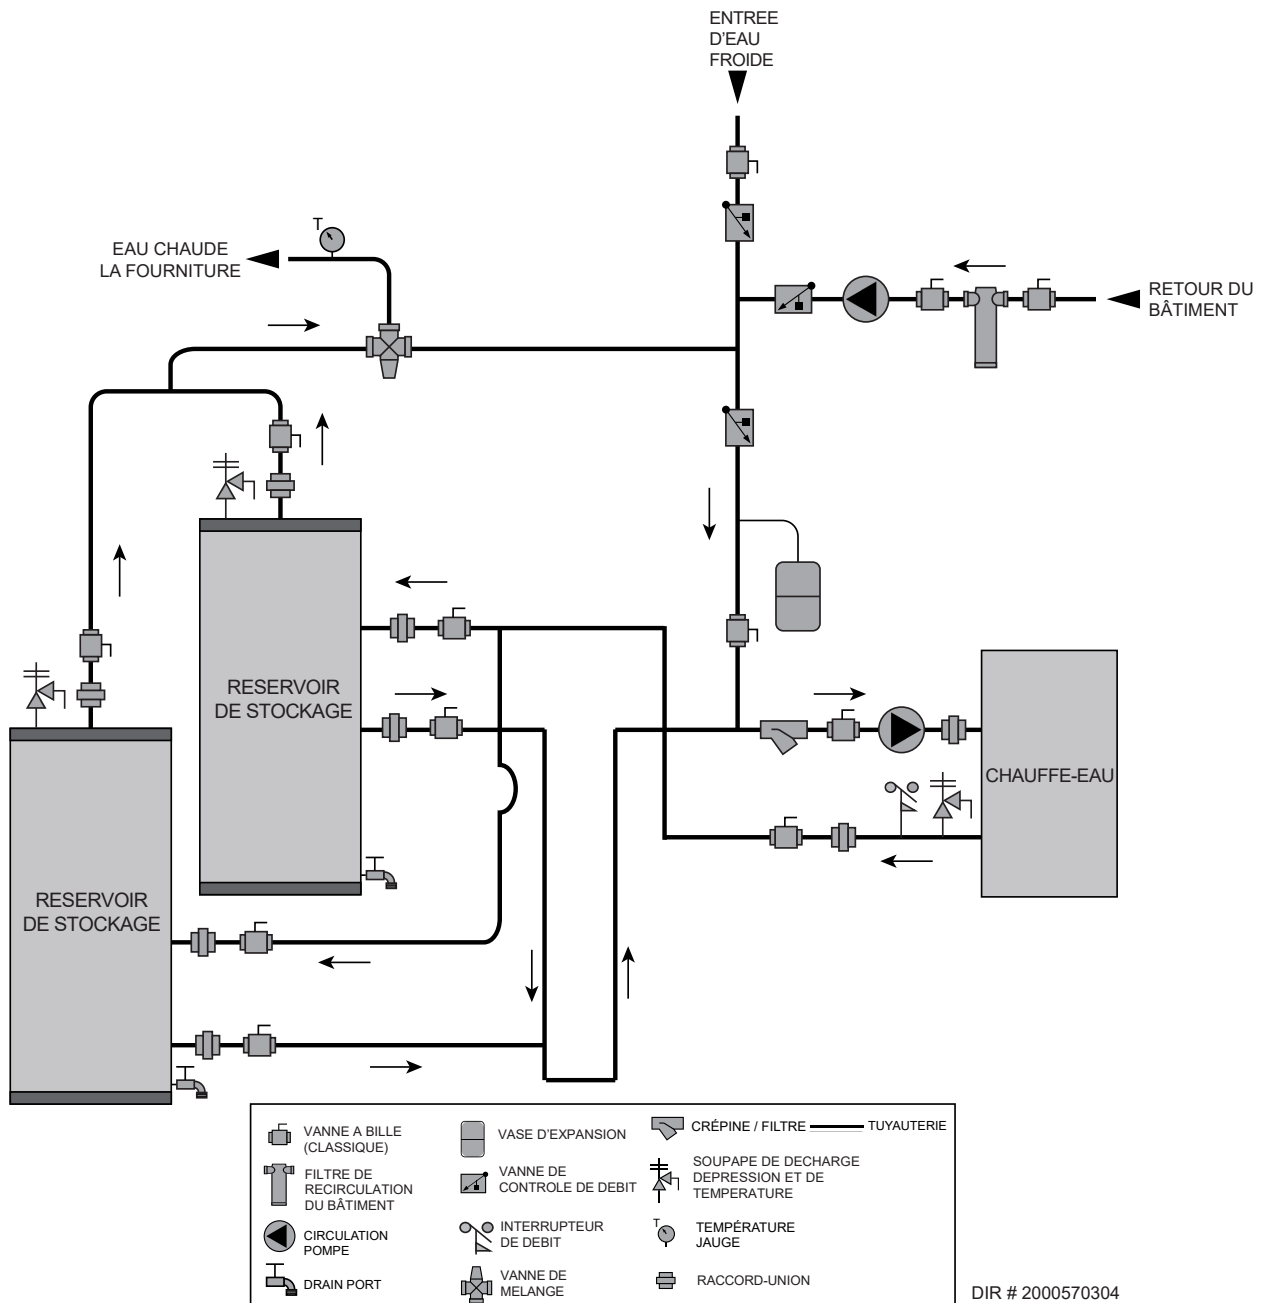 ENTREE
D'EAU
FROIDE
T
EAU CHAUDE
LA FOURNITURE
RETOUR DU
BÂTIMENT
RESERVOIR
DE STOCKAGE
CHAUFFE-EAU
RESERVOIR
DE STOCKAGE
VANNE A BILLE
(CLASSIQUE)
FILTRE DE
RECIRCULATION
DU BÂTIMENT
CIRCULATION
POMPE
DRAIN PORT
VASE D'EXPANSION
VANNE DE
CONTROLE DE DEBIT
INTERRUPTEUR
DE DEBIT
VANNE DE
MELANGE
CRÉPINE / FILTRE
TUYAUTERIE
SOUPAPE DE DECHARGE
DEPRESSION ET DE
TEMPERATURE
T
TEMPÉRATURE
JAUGE
RACCORD-UNION
DIR # 2000570304